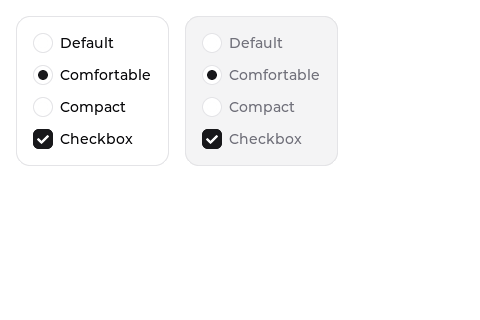 Default
Comfortable
Compact
Checkbox
Default
Comfortable
Compact
Checkbox